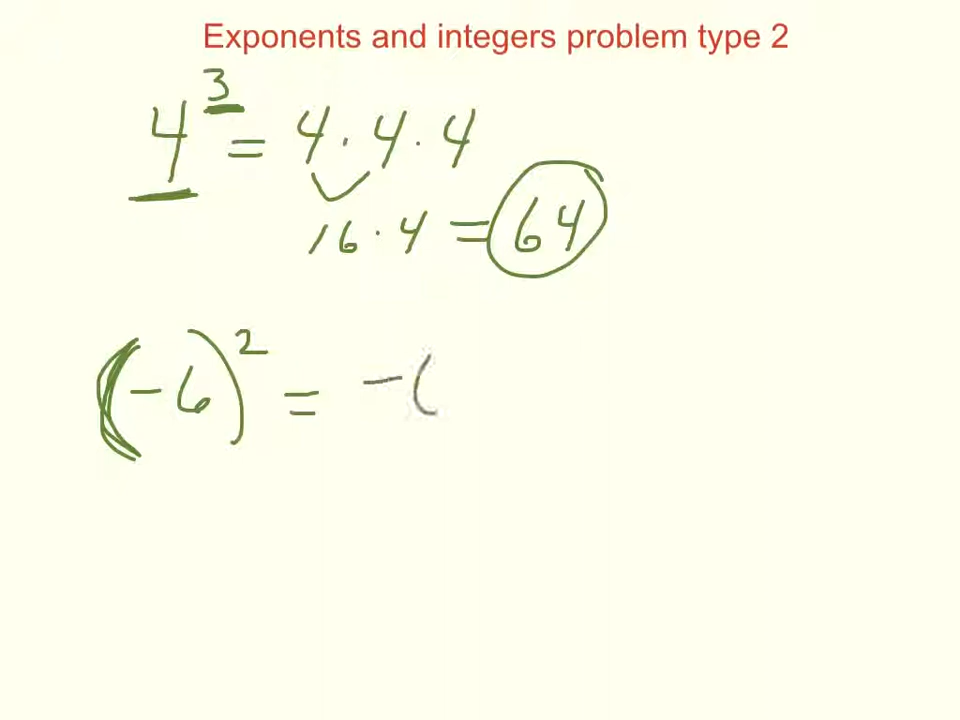 Exponents and integers problem type 2
4³ = 4 · 4 · 4
16 · 4 = 64
(-6)² = -